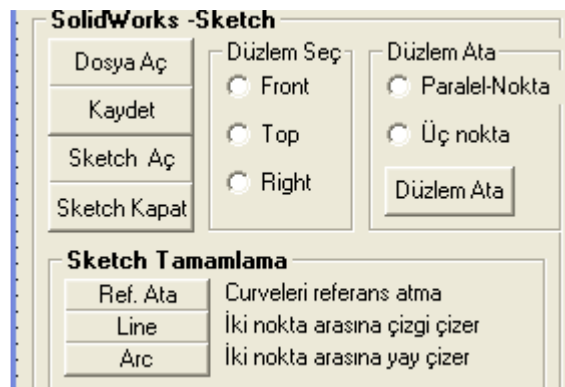 SolidWorks -Sketch
Dosya Aç
Kaydet
Sketch Aç
Sketch Kapat
Düzlem Seç
Front
Top
Right
Düzlem Ata
Paralel-Nokta
Üç nokta
Düzlem Ata
Sketch Tamamlama
Ref. Ata Curveleri referans atma
Line İki nokta arasına çizgi çizer
Arc İki nokta arasına yay çizer